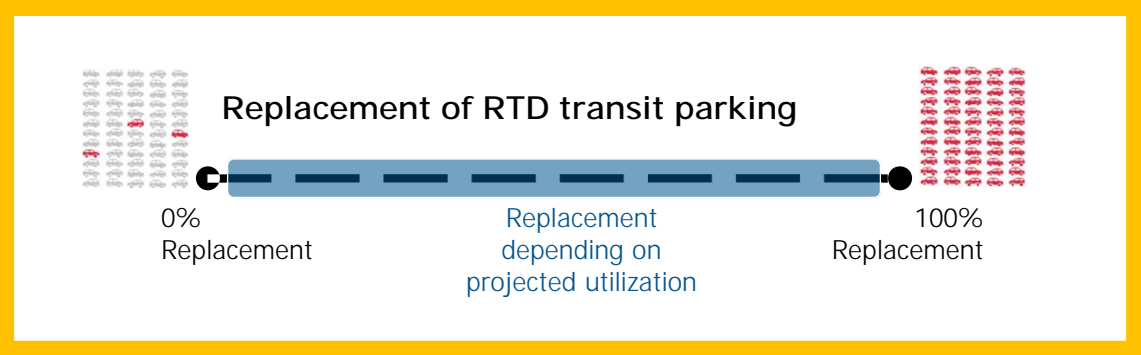 Replacement of RTD transit parking
0%
Replacement
Replacement
depending on
projected utilization
100%
Replacement